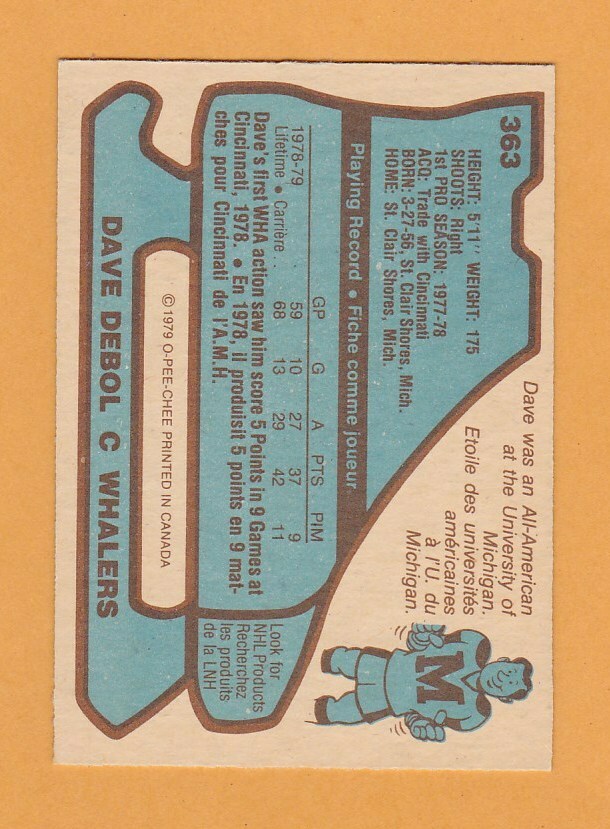 363
HEIGHT: 5'11" WEIGHT: 175
SHOOTS: Right
1st PRO SEASON: 1977-78
ACQ: Trade with Cincinnati
BORN: 3-27-56, St. Clair Shores, Mich.
HOME: St. Clair Shores, Mich.
Dave was an All-American
at the University of
Michigan.
Etoile des universités
américaines
à l'U. du
Michigan.
M
Playing Record • Fiche comme joueur
GP G A PTS PIM
1978-79 59 10 27 37 9
Lifetime • Carrière . . 68 13 29 42 11
Dave's first WHA action saw him score 5 Points in 9 Games at
Cincinnati, 1978. • En 1978, il produisit 5 points en 9 mat-
ches pour Cincinnati de l'A.M.H.
Look for
NHL Products
Recherchez
les produits
de la LNH
© 1979 O-PEE-CHEE PRINTED IN CANADA
DAVE DEBOL C WHALERS